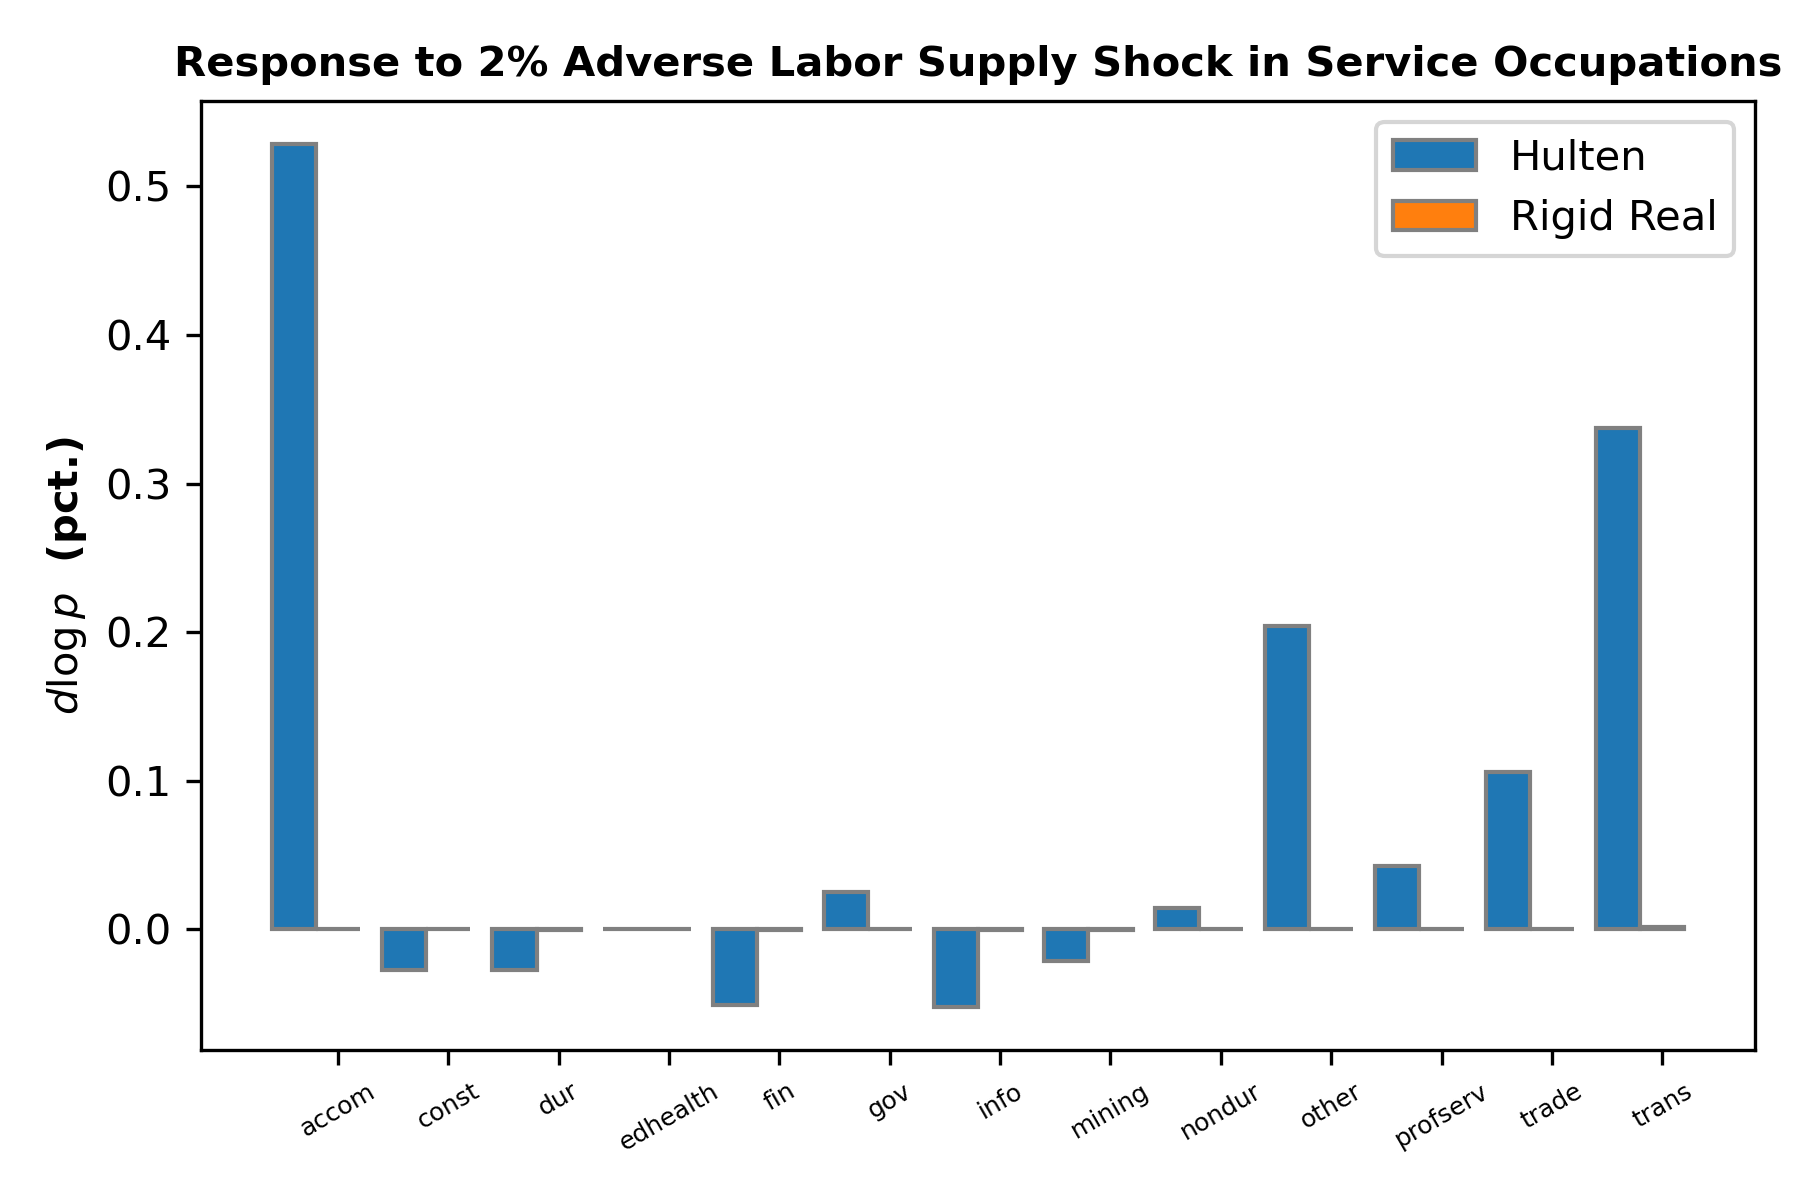 Response to 2% Adverse Labor Supply Shock in Service Occupations
Hulten
Rigid Real
d log p (pct.)
0.5
0.4
0.3
0.2
0.1
0.0
accom
const
dur
edhealth
fin
gov
info
mining
nondur
other
profserv
trade
trans